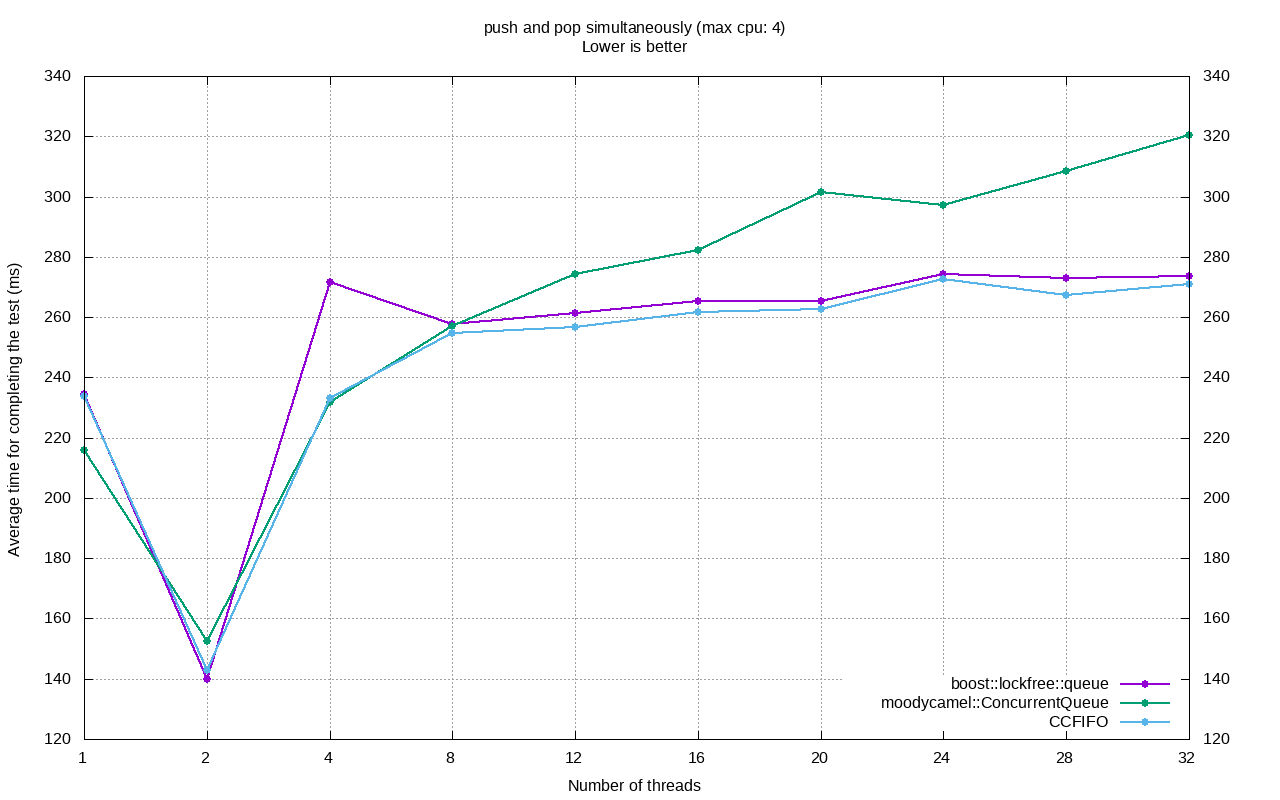 push and pop simultaneously (max cpu: 4)
Lower is better
340 340
320 320
300 300
280 280
260 260
240 240
220 220
200 200
180 180
160 160
140 140
120 120
Average time for completing the test (ms)
boost::lockfree::queue
moodycamel::ConcurrentQueue
CCFIFO
1 2 4 8 12 16 20 24 28 32
Number of threads